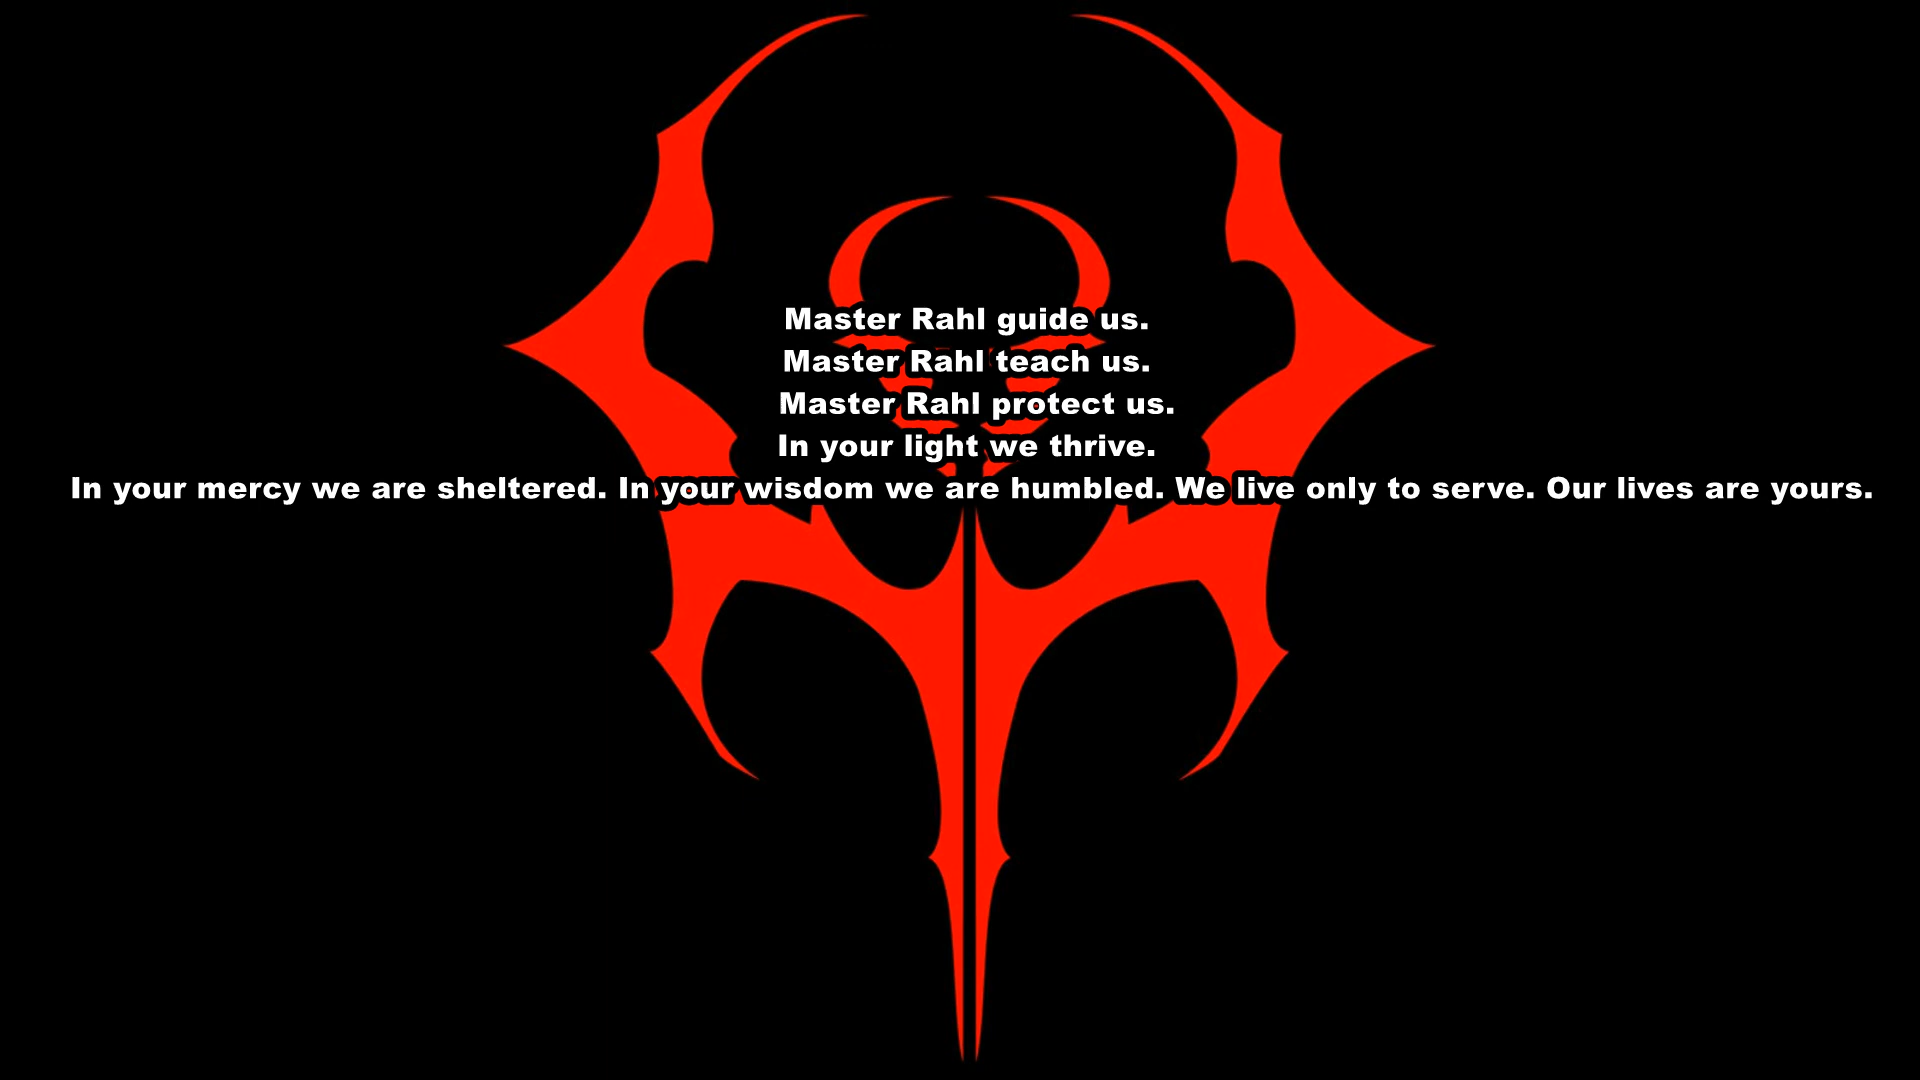 Master Rahl guide us.
Master Rahl teach us.
Master Rahl protect us.
In your light we thrive.
In your mercy we are sheltered. In your wisdom we are humbled. We live only to serve. Our lives are yours.